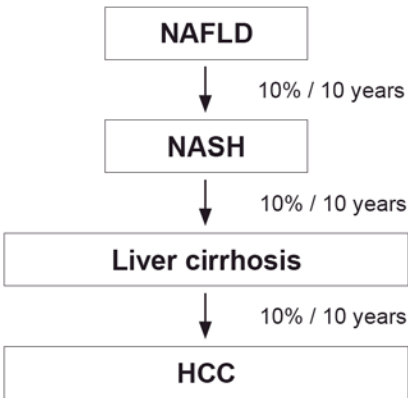 NAFLD
10% / 10 years
NASH
10% / 10 years
Liver cirrhosis
10% / 10 years
HCC